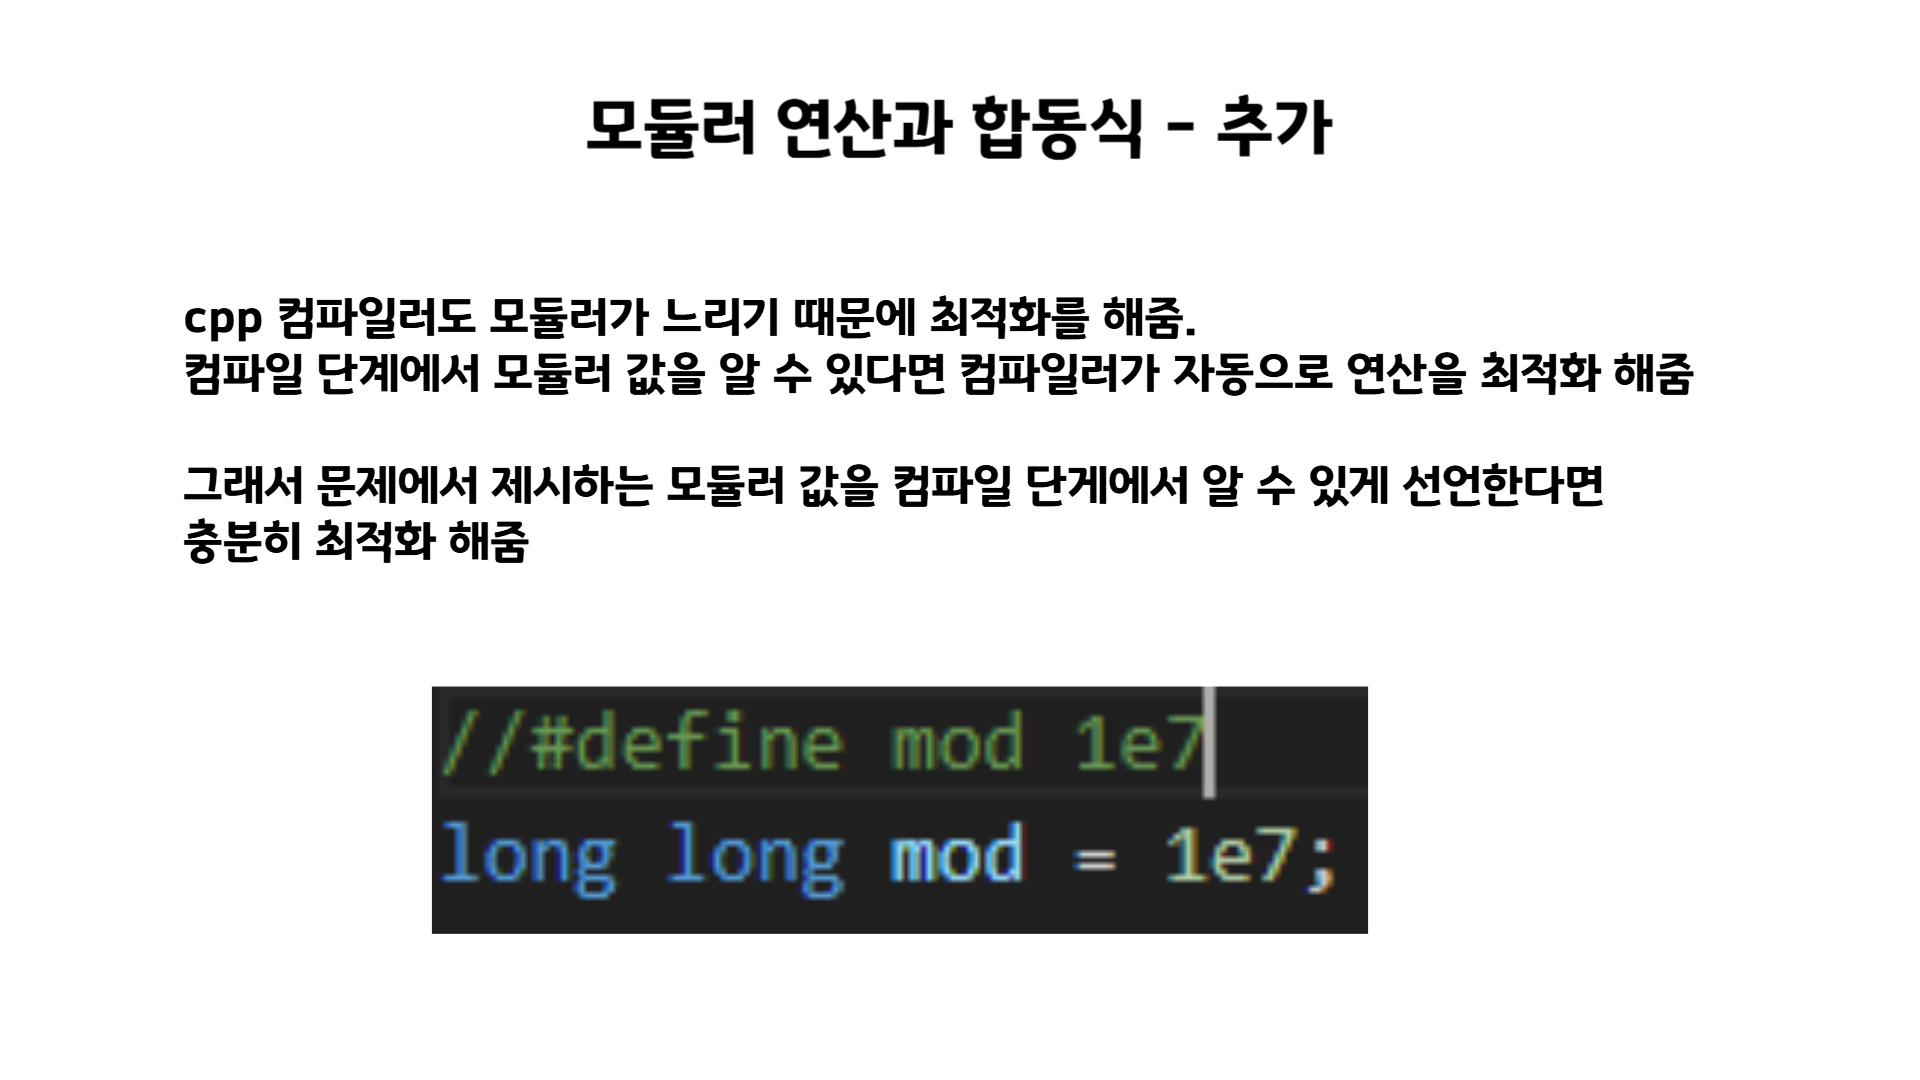 모듈러 연산과 합동식 - 추가
cpp 컴파일러도 모듈러가 느리기 때문에 최적화를 해줌.
컴파일 단계에서 모듈러 값을 알 수 있다면 컴파일러가 자동으로 연산을 최적화 해줌
그래서 문제에서 제시하는 모듈러 값을 컴파일 단게에서 알 수 있게 선언한다면
충분히 최적화 해줌
//#define mod 1e7
long long mod = 1e7;